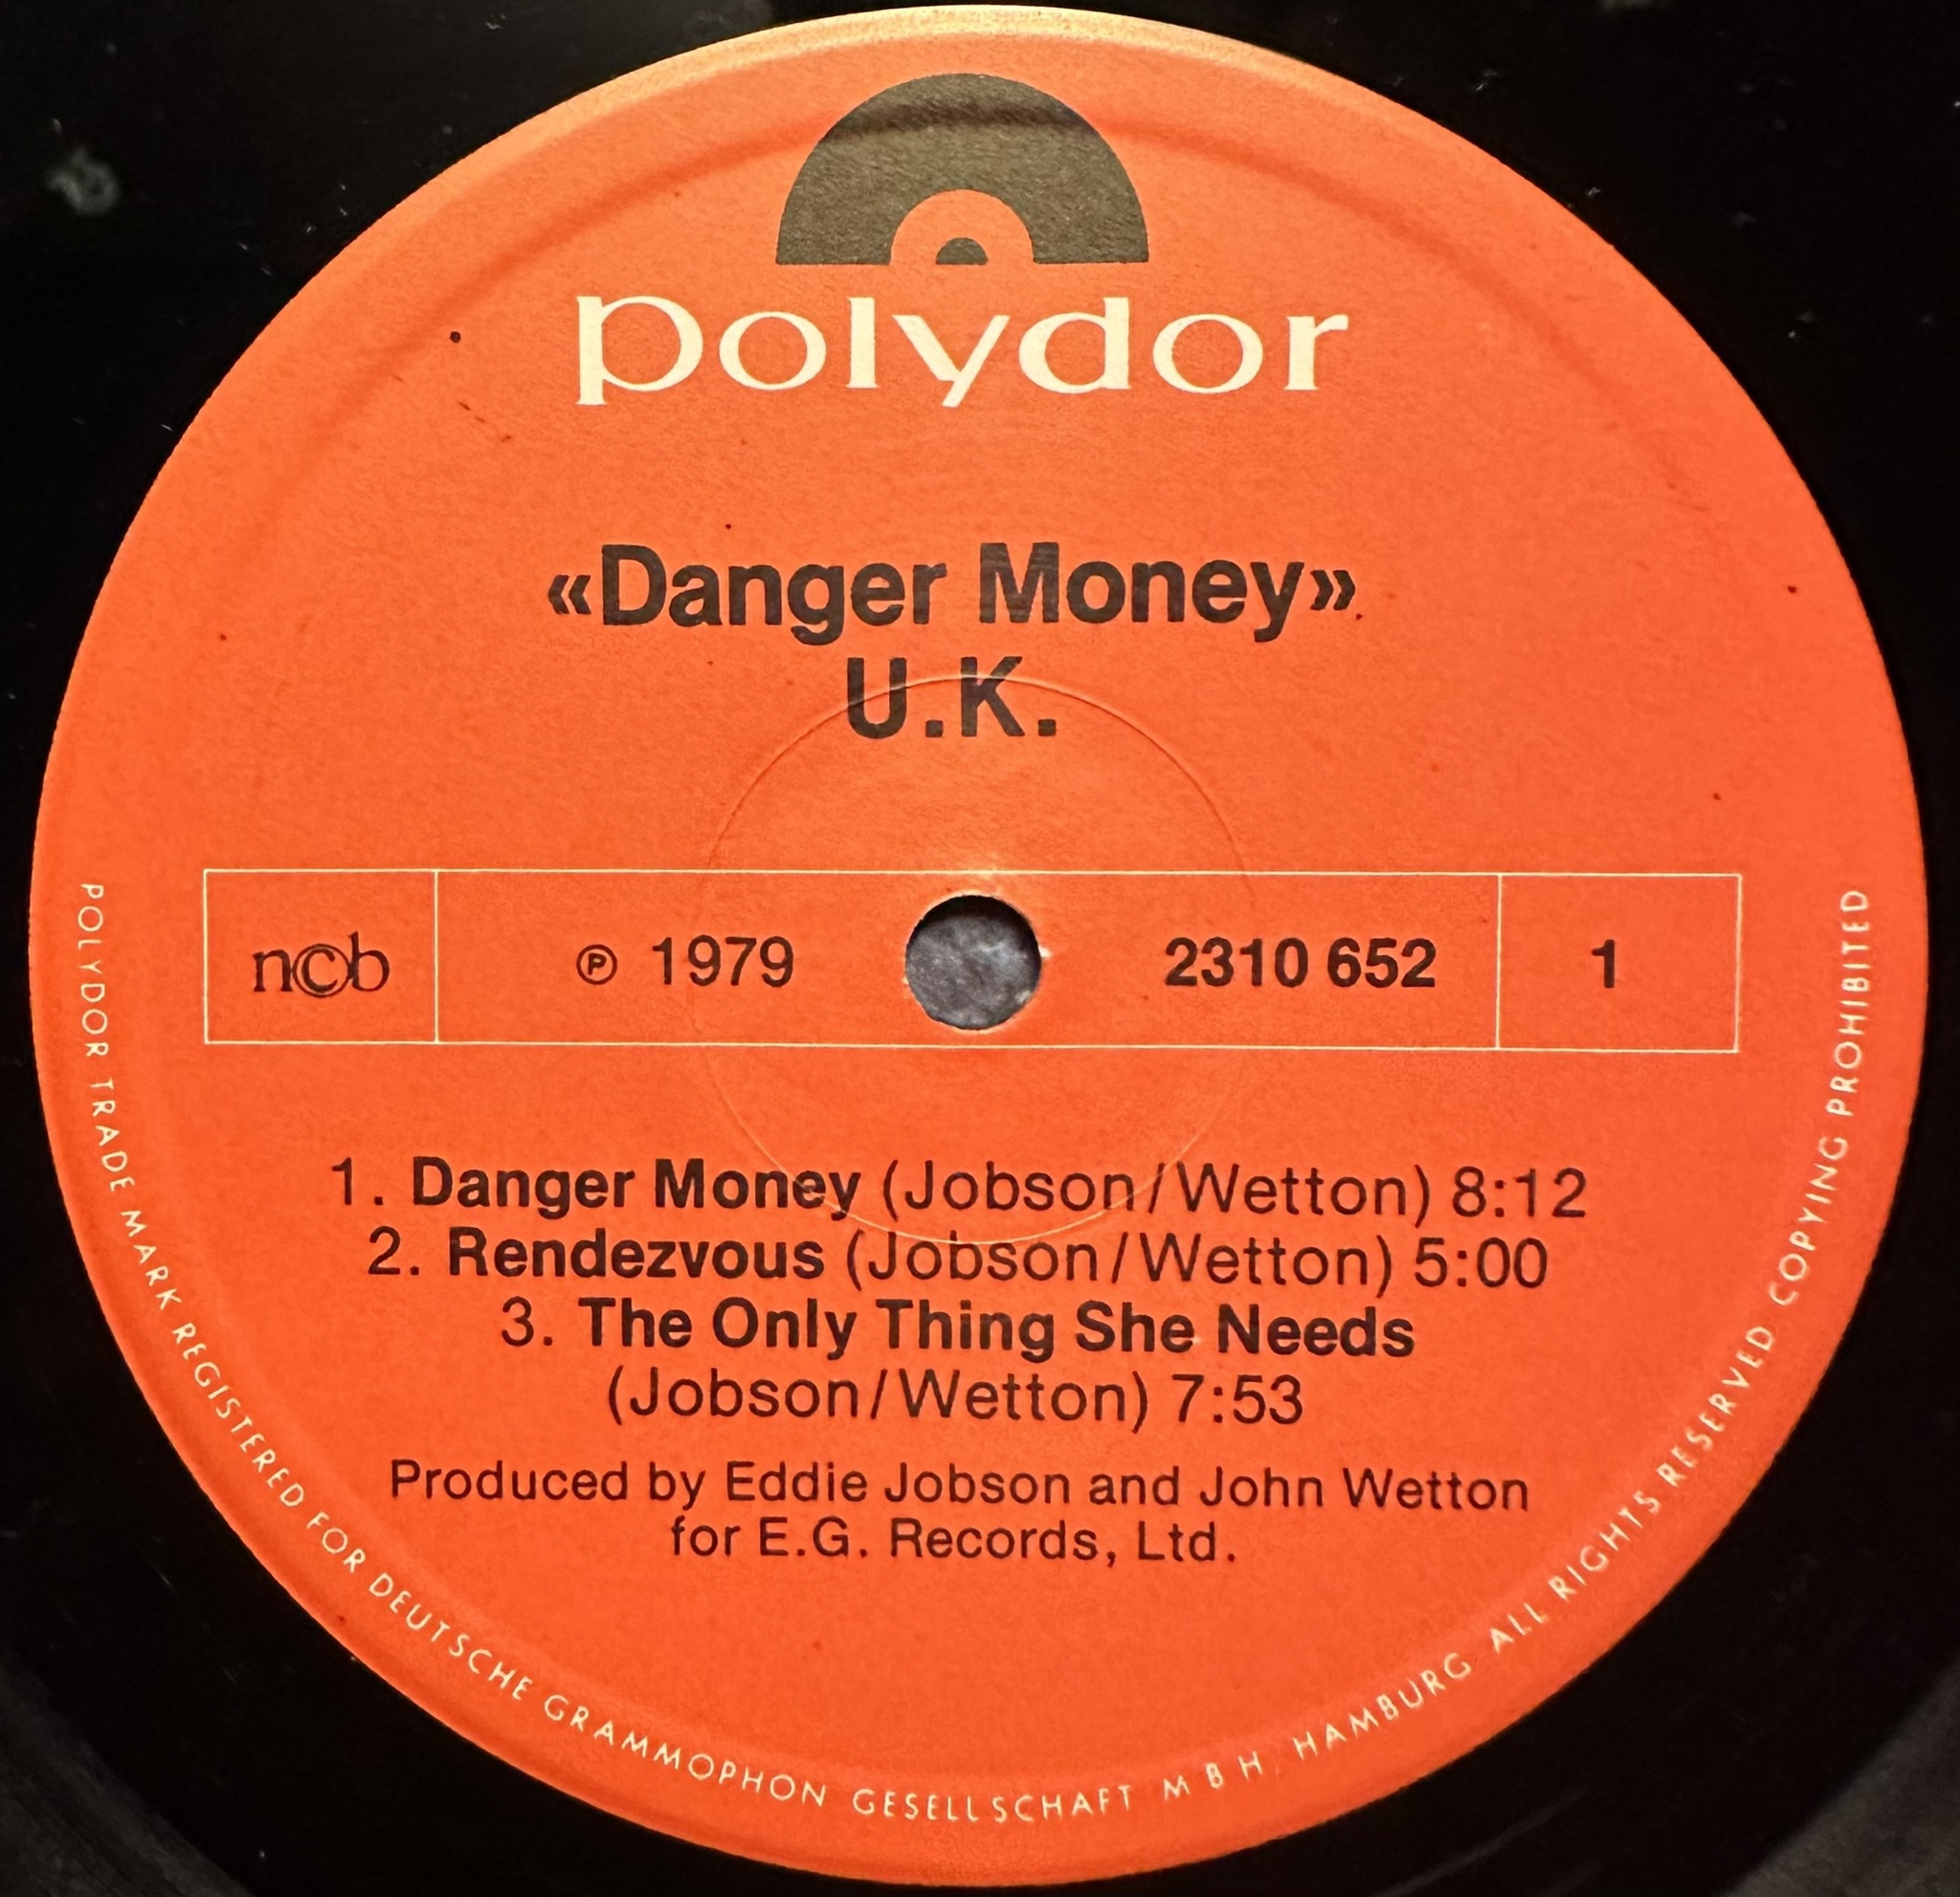 polydor
«Danger Money»
U.K.
n©b ℗ 1979 2310 652 1
1. Danger Money (Jobson/Wetton) 8:12
2. Rendezvous (Jobson/Wetton) 5:00
3. The Only Thing She Needs
(Jobson/Wetton) 7:53
Produced by Eddie Jobson and John Wetton
for E.G. Records, Ltd.
POLYDOR TRADE MARK REGISTERED FOR DEUTSCHE GRAMMOPHON GESELLSCHAFT M B H, HAMBURG ALL RIGHTS RESERVED COPYING PROHIBITED